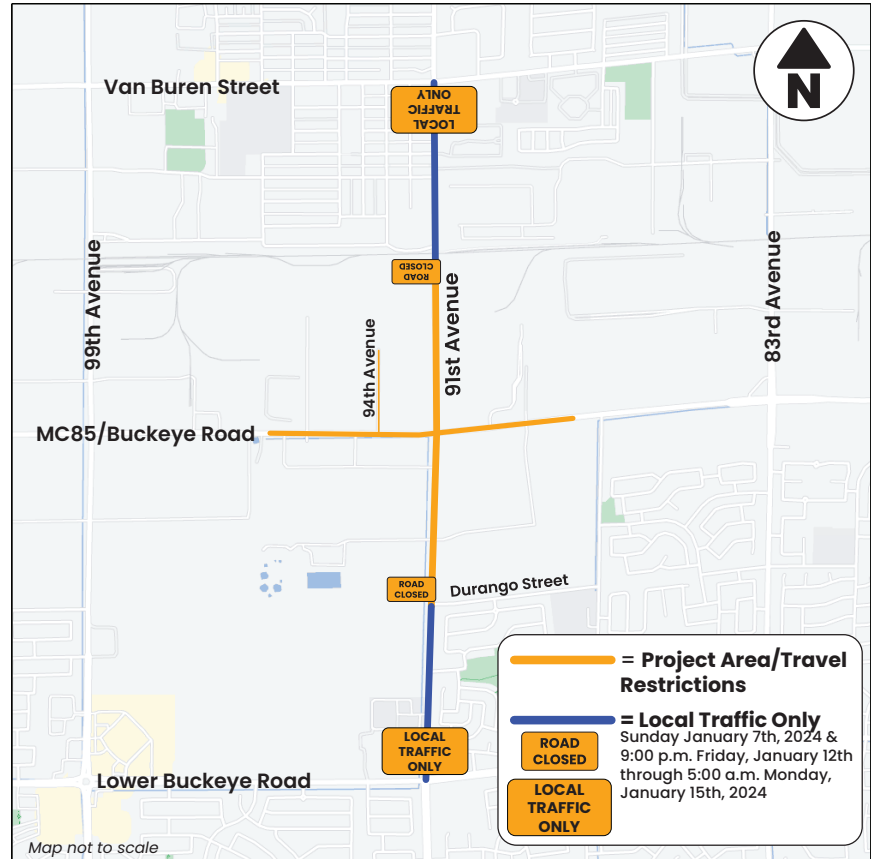 Van Buren Street
LOCAL
TRAFFIC
ONLY
N
99th Avenue
83rd Avenue
ROAD
CLOSED
91st Avenue
94th Avenue
MC85/Buckeye Road
ROAD
CLOSED
Durango Street
= Project Area/Travel
Restrictions
= Local Traffic Only
Sunday January 7th, 2024 &
9:00 p.m. Friday, January 12th
through 5:00 a.m. Monday,
January 15th, 2024
ROAD
CLOSED
LOCAL
TRAFFIC
ONLY
LOCAL
TRAFFIC
ONLY
Lower Buckeye Road
Map not to scale